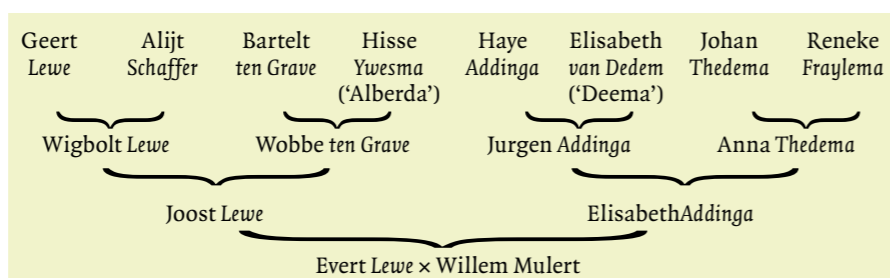 Geert Alijt Bartelt Hisse Haye Elisabeth Johan Reneke
Lewe Schaffer ten Grave Ywesma Addinga van Dedem Thedema Fraylema
(‘Alberda’) (‘Deema’)
Wigbolt Lewe Wobbe ten Grave Jurgen Addinga Anna Thedema
Joost Lewe ElisabethAddinga
Evert Lewe × Willem Mulert